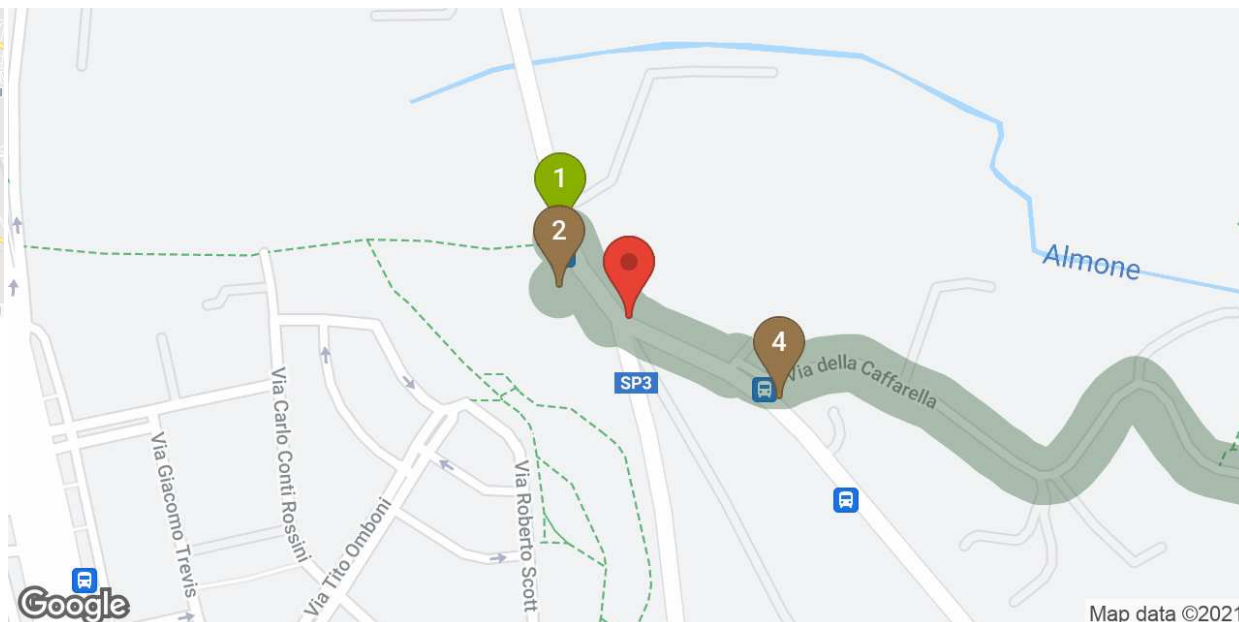 1
2
Almone
4
SP3
Via della Caffarella
Via Carlo Conti Rossini
Via Giacomo Trevis
Via Tito Omboni
Via Roberto Scott
Google
Map data ©2021